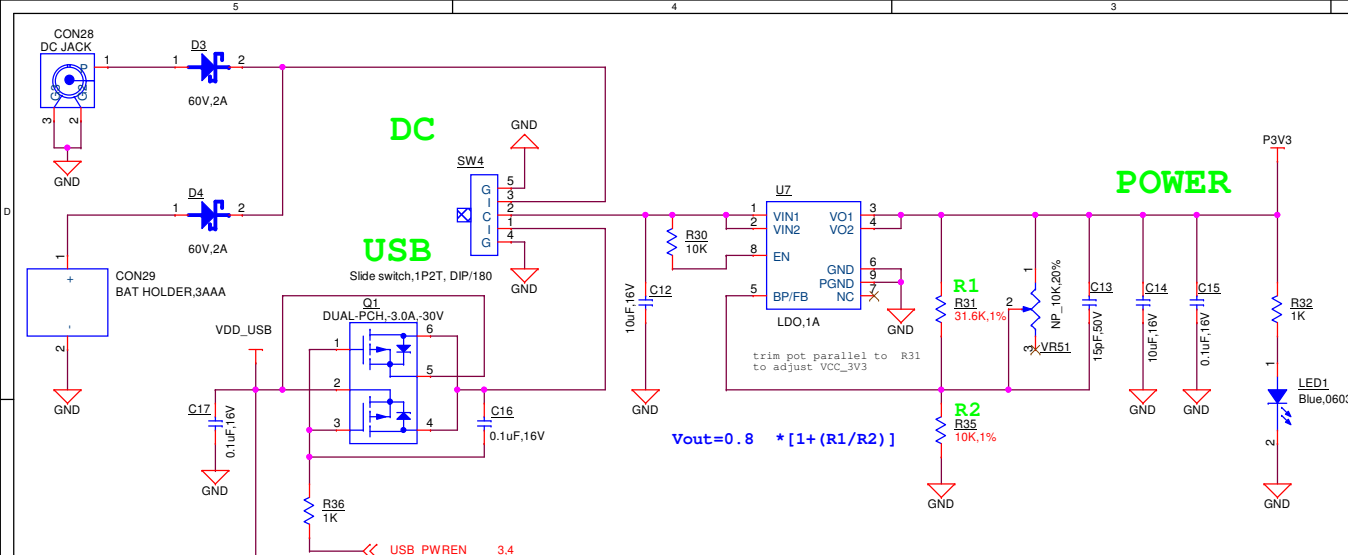 5
4
3
D
CON28
DC JACK
1
GS
G2
P
3
2
GND
D3
1
2
60V,2A
D4
1
2
60V,2A
CON29
BAT HOLDER,3AAA
1
+
-
2
GND
DC
USB
GND
SW4
G
I
C
I
G
5
3
2
1
4
GND
Slide switch,1P2T, DIP/180
Q1
DUAL-PCH,-3.0A,-30V
1
2
3
6
5
4
VDD_USB
C17
0.1uF,16V
GND
C16
0.1uF,16V
R36
1K
USB_PWREN
3,4
C12
10uF,16V
GND
R30
10K
U7
1
2
8
5
VIN1
VIN2
EN
BP/FB
VO1
VO2
GND
PGND
NC
3
4
6
9
7
LDO,1A
GND
trim pot parallel to R31
to adjust VCC_3V3
Vout=0.8 *[1+(R1/R2)]
R1
R31
31.6K,1%
R2
R35
10K,1%
GND
1
2
3
NP_10K,20%
VR51
C13
15pF,50V
C14
10uF,16V
GND
C15
0.1uF,16V
GND
POWER
P3V3
R32
1K
1
LED1
Blue,0603
2
GND